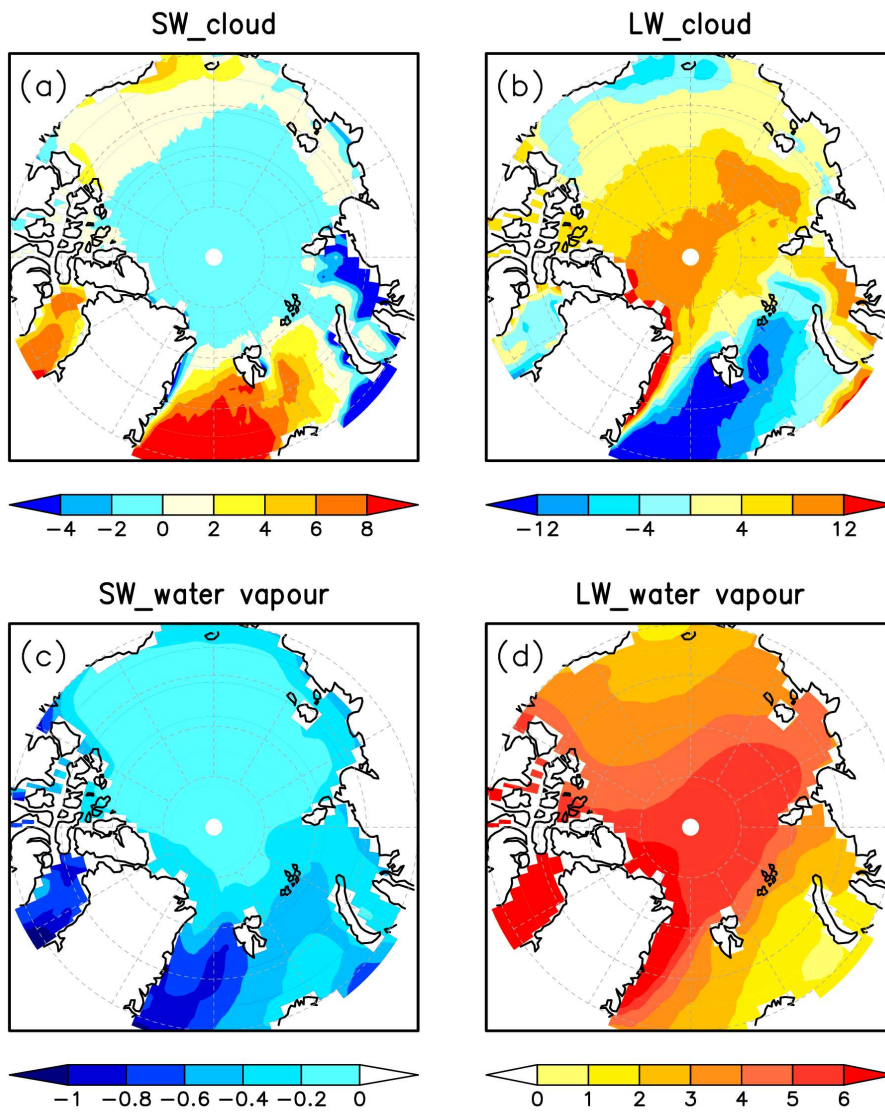 SW_cloud
LW_cloud
(a)
(b)
−4 −2 0 2 4 6 8
−12 −4 4 12
SW_water vapour
LW_water vapour
(c)
(d)
−1 −0.8 −0.6 −0.4 −0.2 0
0 1 2 3 4 5 6